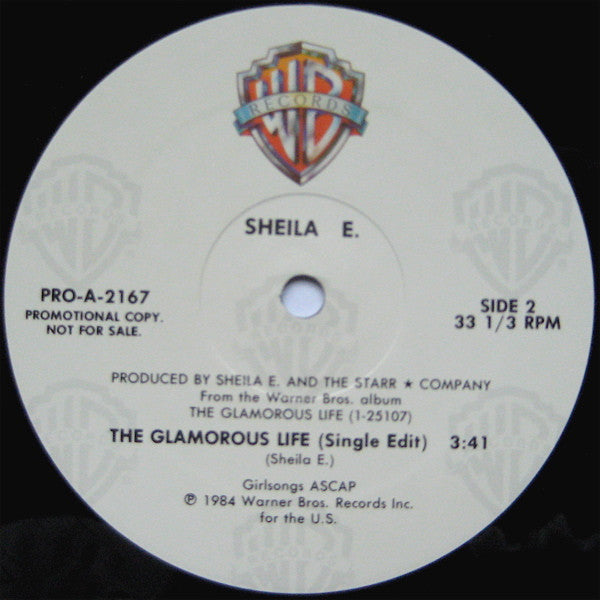 WB
RECORDS
SHEILA E.
PRO-A-2167
PROMOTIONAL COPY.
NOT FOR SALE.
SIDE 2
33 1/3 RPM
PRODUCED BY SHEILA E. AND THE STARR ★ COMPANY
From the Warner Bros. album
THE GLAMOROUS LIFE (1-25107)
THE GLAMOROUS LIFE (Single Edit) 3:41
(Sheila E.)
Girlsongs ASCAP
℗ 1984 Warner Bros. Records Inc.
for the U.S.